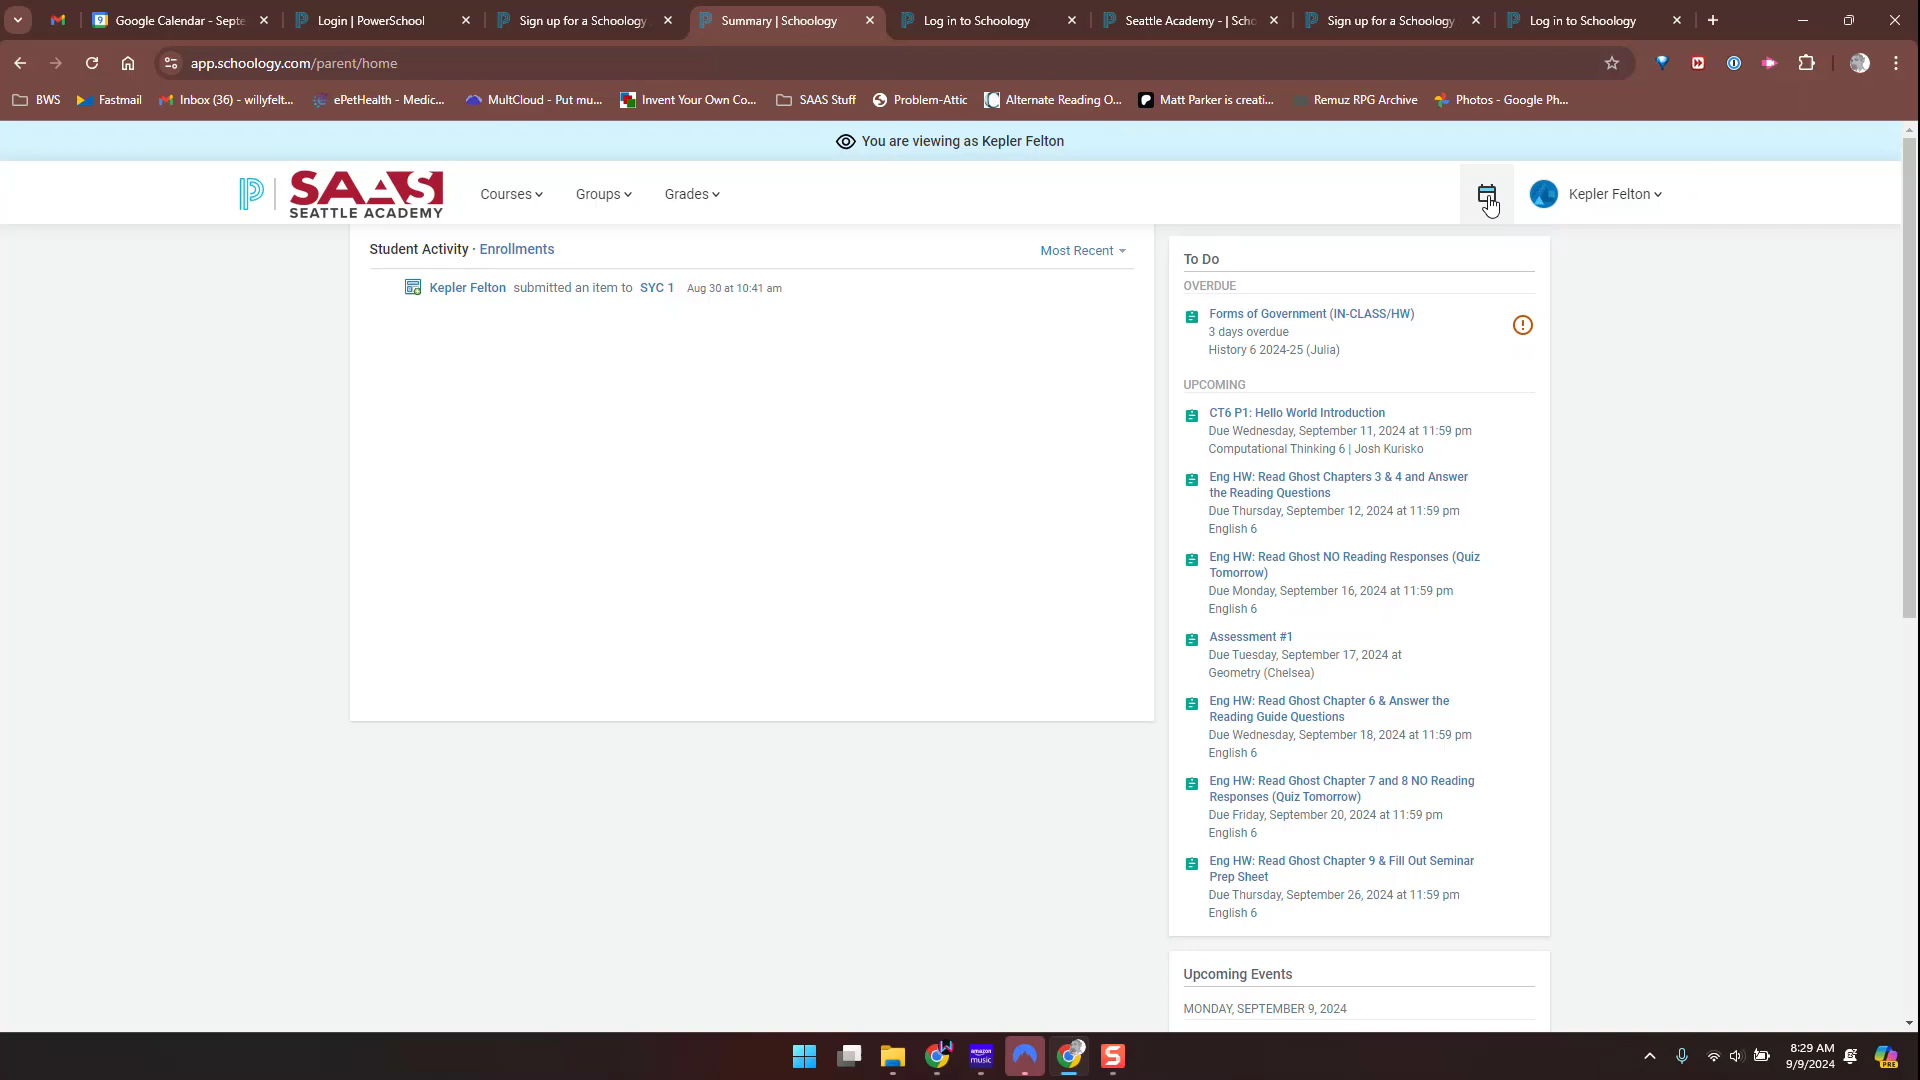 Google Calendar - Septe
Login | PowerSchool
Sign up for a Schoology
Summary | Schoology
Log in to Schoology
Seattle Academy - | Scho
Sign up for a Schoology
Log in to Schoology
app.schoology.com/parent/home
BWS
Fastmail
Inbox (36) - willyfelt...
ePetHealth - Medic...
MultCloud - Put mu...
Invent Your Own Co...
SAAS Stuff
Problem-Attic
Alternate Reading O...
Matt Parker is creati...
Remuz RPG Archive
Photos - Google Ph...
You are viewing as Kepler Felton
SAAS
SEATTLE ACADEMY
Courses
Groups
Grades
Kepler Felton
Student Activity · Enrollments
Most Recent
Kepler Felton submitted an item to SYC 1 Aug 30 at 10:41 am
To Do
OVERDUE
Forms of Government (IN-CLASS/HW)
3 days overdue
History 6 2024-25 (Julia)
UPCOMING
CT6 P1: Hello World Introduction
Due Wednesday, September 11, 2024 at 11:59 pm
Computational Thinking 6 | Josh Kurisko
Eng HW: Read Ghost Chapters 3 & 4 and Answer
the Reading Questions
Due Thursday, September 12, 2024 at 11:59 pm
English 6
Eng HW: Read Ghost NO Reading Responses (Quiz
Tomorrow)
Due Monday, September 16, 2024 at 11:59 pm
English 6
Assessment #1
Due Tuesday, September 17, 2024 at
Geometry (Chelsea)
Eng HW: Read Ghost Chapter 6 & Answer the
Reading Guide Questions
Due Wednesday, September 18, 2024 at 11:59 pm
English 6
Eng HW: Read Ghost Chapter 7 and 8 NO Reading
Responses (Quiz Tomorrow)
Due Friday, September 20, 2024 at 11:59 pm
English 6
Eng HW: Read Ghost Chapter 9 & Fill Out Seminar
Prep Sheet
Due Thursday, September 26, 2024 at 11:59 pm
English 6
Upcoming Events
MONDAY, SEPTEMBER 9, 2024
amazon
music
8:29 AM
9/9/2024
PRE